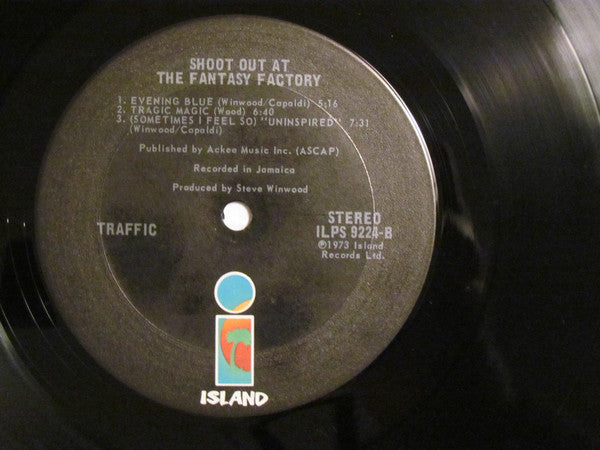 SHOOT OUT AT
THE FANTASY FACTORY
1. EVENING BLUE (Winwood/Capaldi) 5:16
2. TRAGIC MAGIC (Wood) 6:40
3. (SOMETIMES I FEEL SO) "UNINSPIRED" 7:31
(Winwood/Capaldi)
Published by Ackee Music Inc. (ASCAP)
Recorded in Jamaica
Produced by Steve Winwood
TRAFFIC
STEREO
ILPS 9224-B
℗1973 Island
Records Ltd.
ISLAND